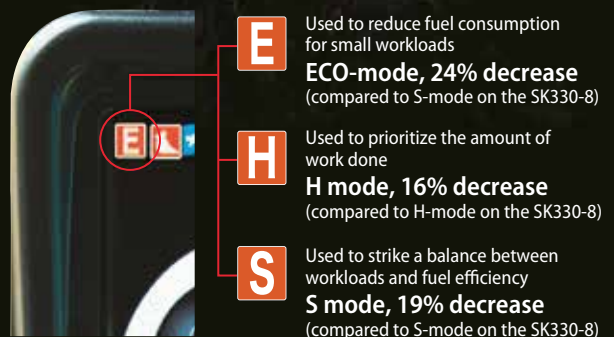 E
E
Used to reduce fuel consumption
for small workloads
ECO-mode, 24% decrease
(compared to S-mode on the SK330-8)
H
Used to prioritize the amount of
work done
H mode, 16% decrease
(compared to H-mode on the SK330-8)
S
Used to strike a balance between
workloads and fuel efficiency
S mode, 19% decrease
(compared to S-mode on the SK330-8)